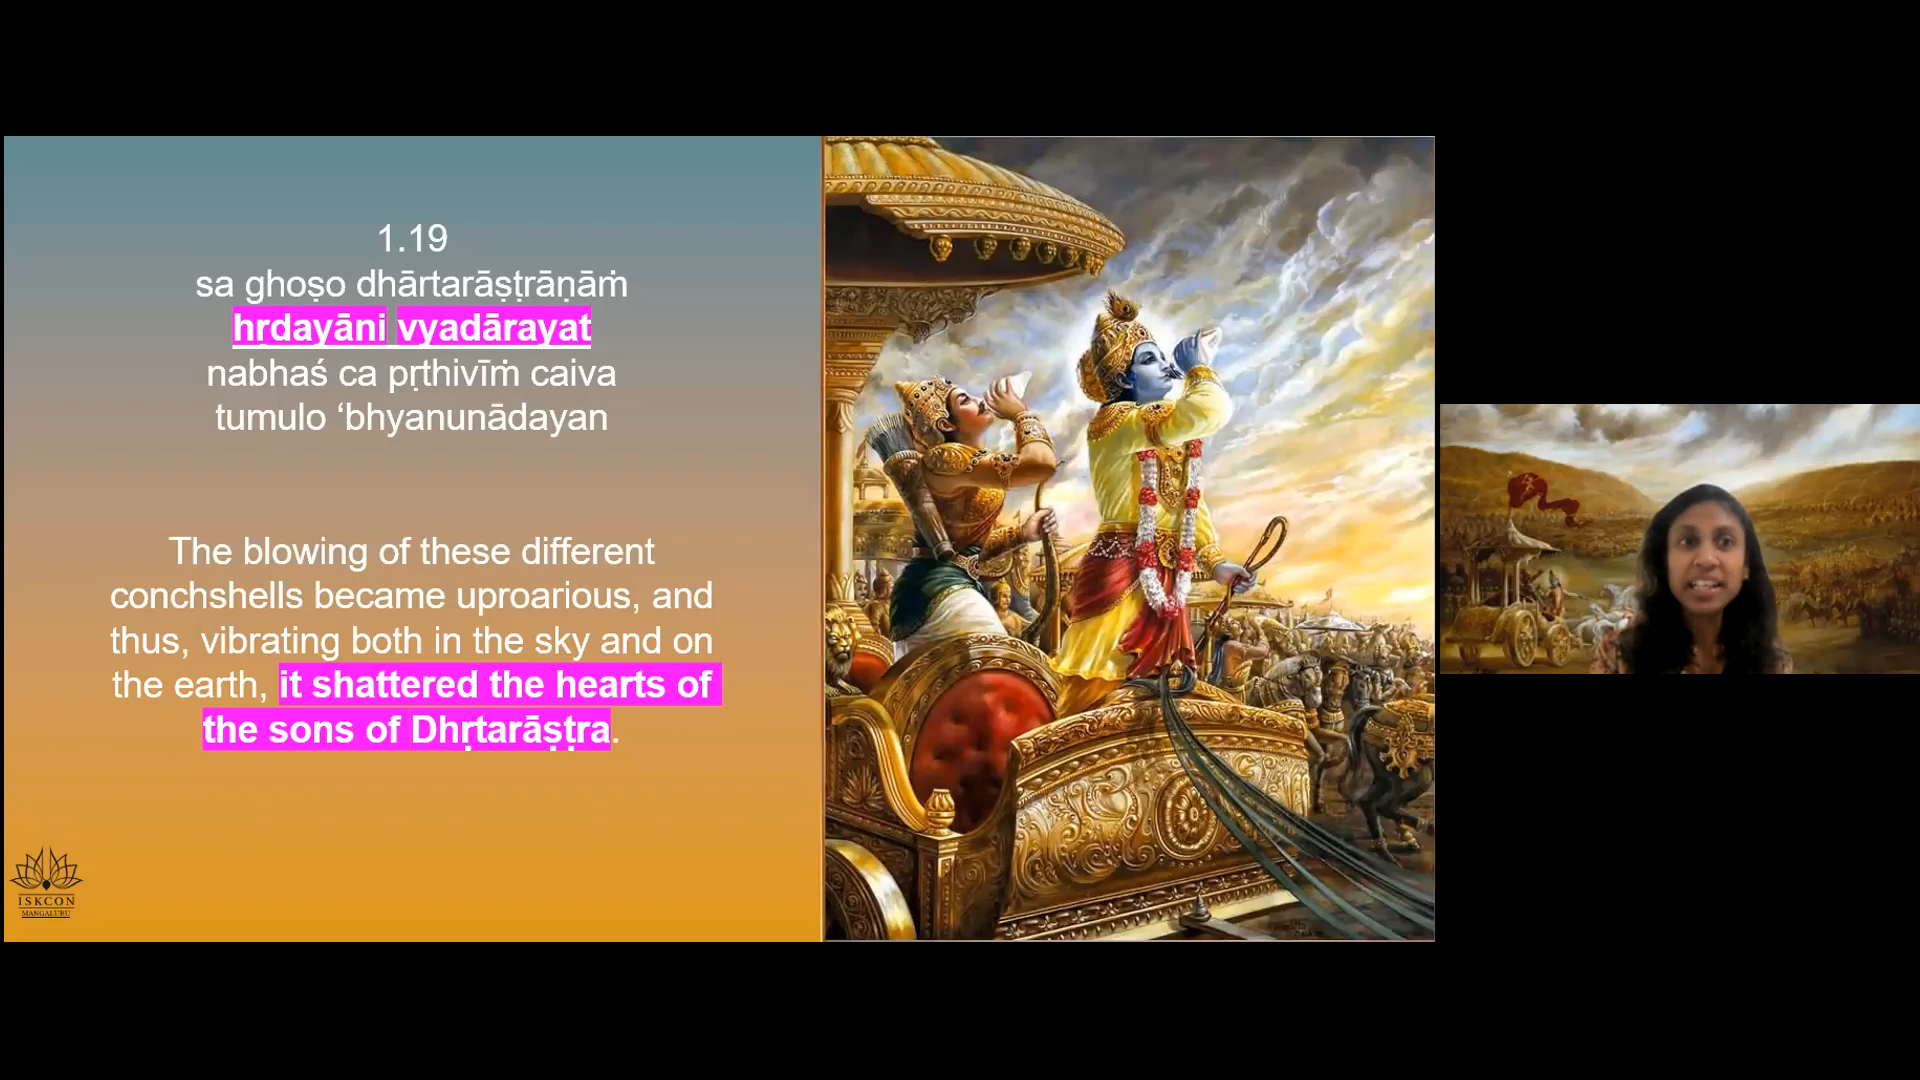 1.19
sa ghoṣo dhārtarāṣṭrāṇāṁ
hṛdayāni vyadārayat
nabhaś ca pṛthivīṁ caiva
tumulo ‘bhyanunādayan
The blowing of these different
conchshells became uproarious, and
thus, vibrating both in the sky and on
the earth, it shattered the hearts of
the sons of Dhṛtarāṣṭra.
ISKCON
MANGALURU